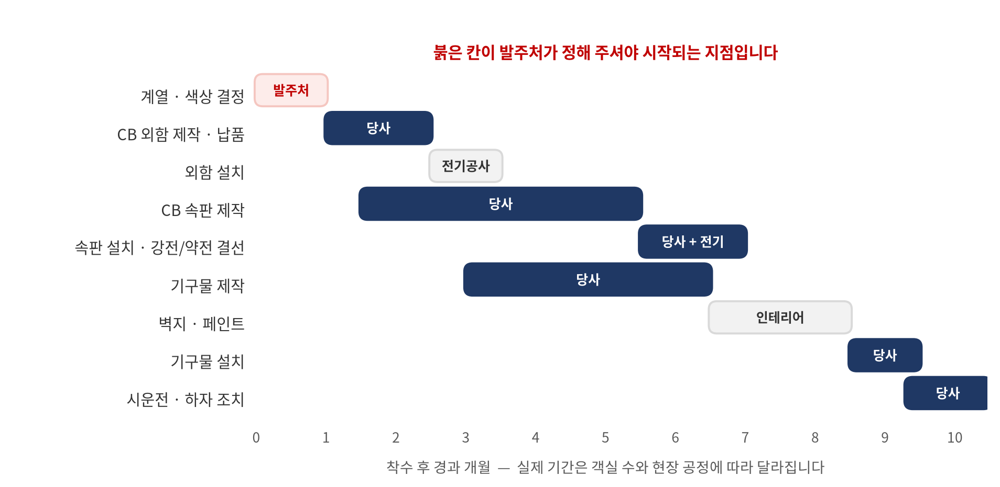 붉은 칸이 발주처가 정해 주셔야 시작되는 지점입니다
계열 · 색상 결정 발주처
CB 외함 제작 · 납품 당사
외함 설치 전기공사
CB 속판 제작 당사
속판 설치 · 강전/약전 결선 당사 + 전기
기구물 제작 당사
벽지 · 페인트 인테리어
기구물 설치 당사
시운전 · 하자 조치 당사
0 1 2 3 4 5 6 7 8 9 10
착수 후 경과 개월 — 실제 기간은 객실 수와 현장 공정에 따라 달라집니다